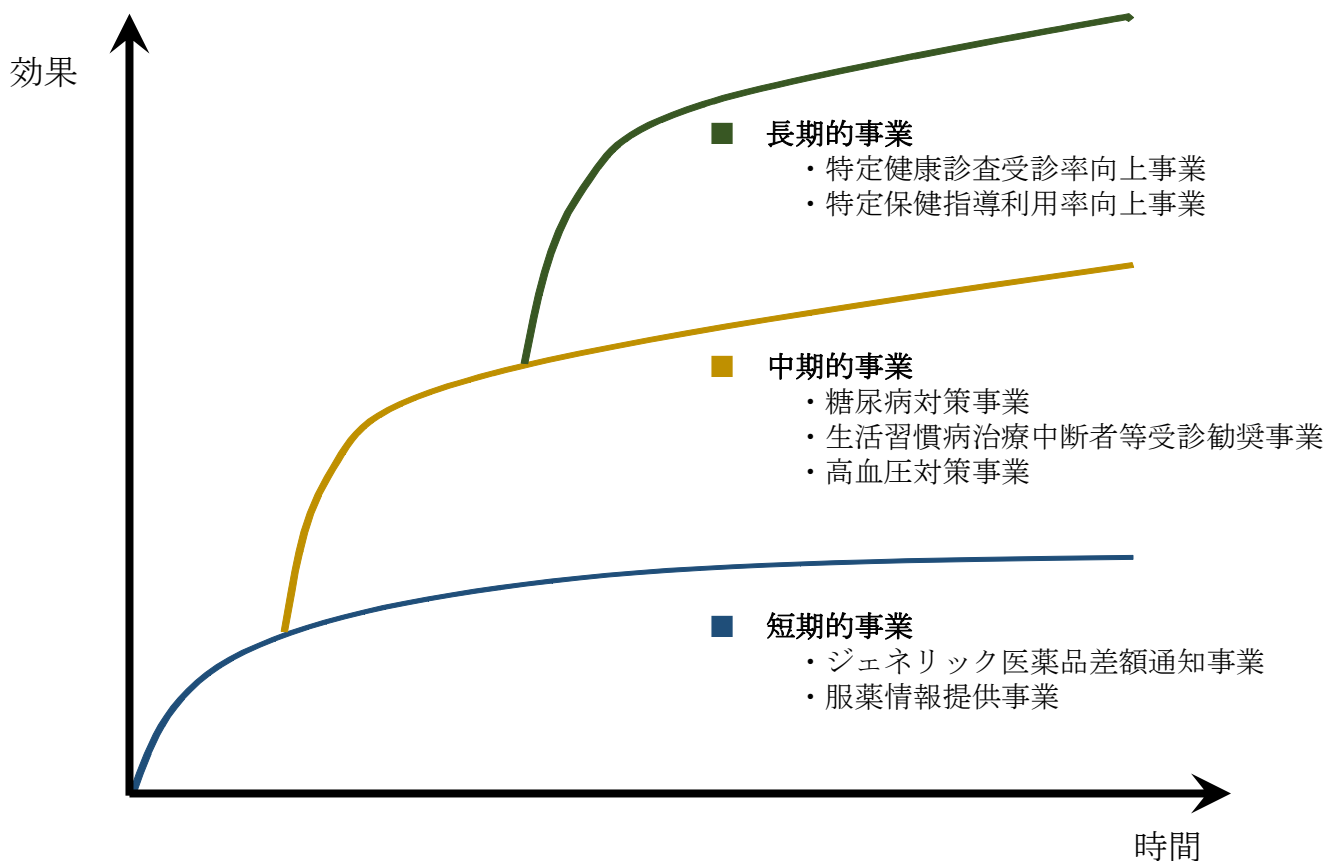 効果
■ 長期的事業
・特定健康診査受診率向上事業
・特定保健指導利用率向上事業
■ 中期的事業
・糖尿病対策事業
・生活習慣病治療中断者等受診勧奨事業
・高血圧対策事業
■ 短期的事業
・ジェネリック医薬品差額通知事業
・服薬情報提供事業
時間